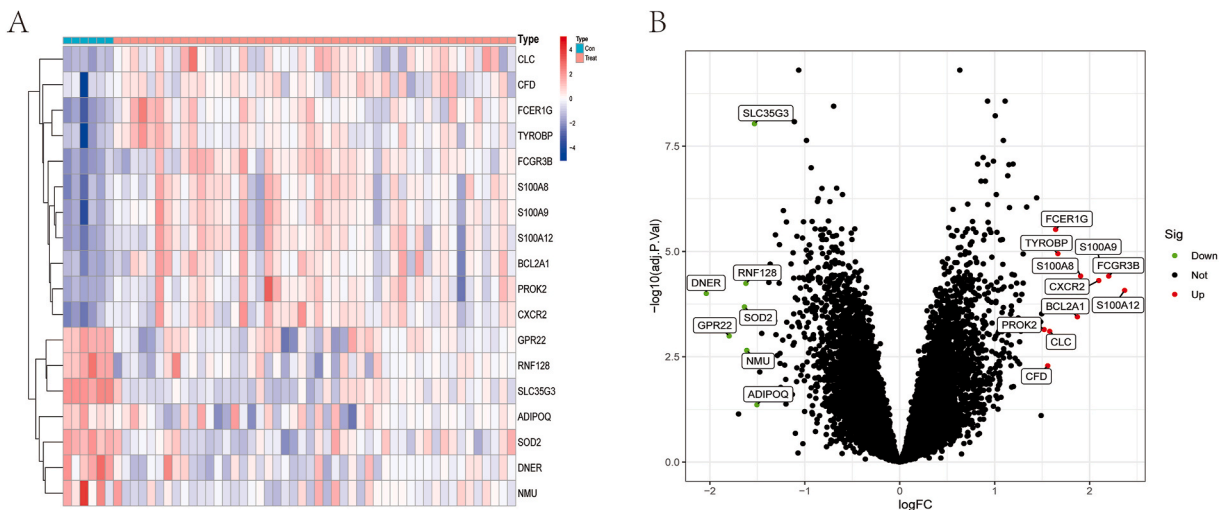 A
Type
CLC
CFD
FCER1G
TYROBP
FCGR3B
S100A8
S100A9
S100A12
BCL2A1
PROK2
CXCR2
GPR22
RNF128
SLC35G3
ADIPOQ
SOD2
DNER
NMU
4
2
0
−2
−4
Type
Con
Treat
B
−log10(adj.P.Val)
7.5
5.0
2.5
0.0
−2
−1
0
1
2
logFC
SLC35G3
FCER1G
TYROBP
S100A9
S100A8
FCGR3B
RNF128
DNER
CXCR2
BCL2A1
S100A12
SOD2
PROK2
GPR22
CLC
NMU
CFD
ADIPOQ
Sig
Down
Not
Up